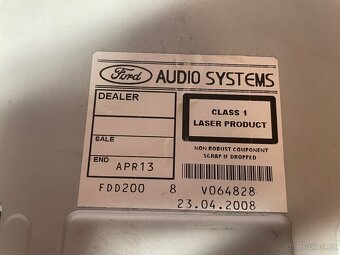 Ford AUDIO SYSTEMS
DEALER
CLASS 1
LASER PRODUCT
SALE
NON ROBUST COMPONENT
SCRAP IF DROPPED
END APR13
FDD200 8 V064828
23.04.2008